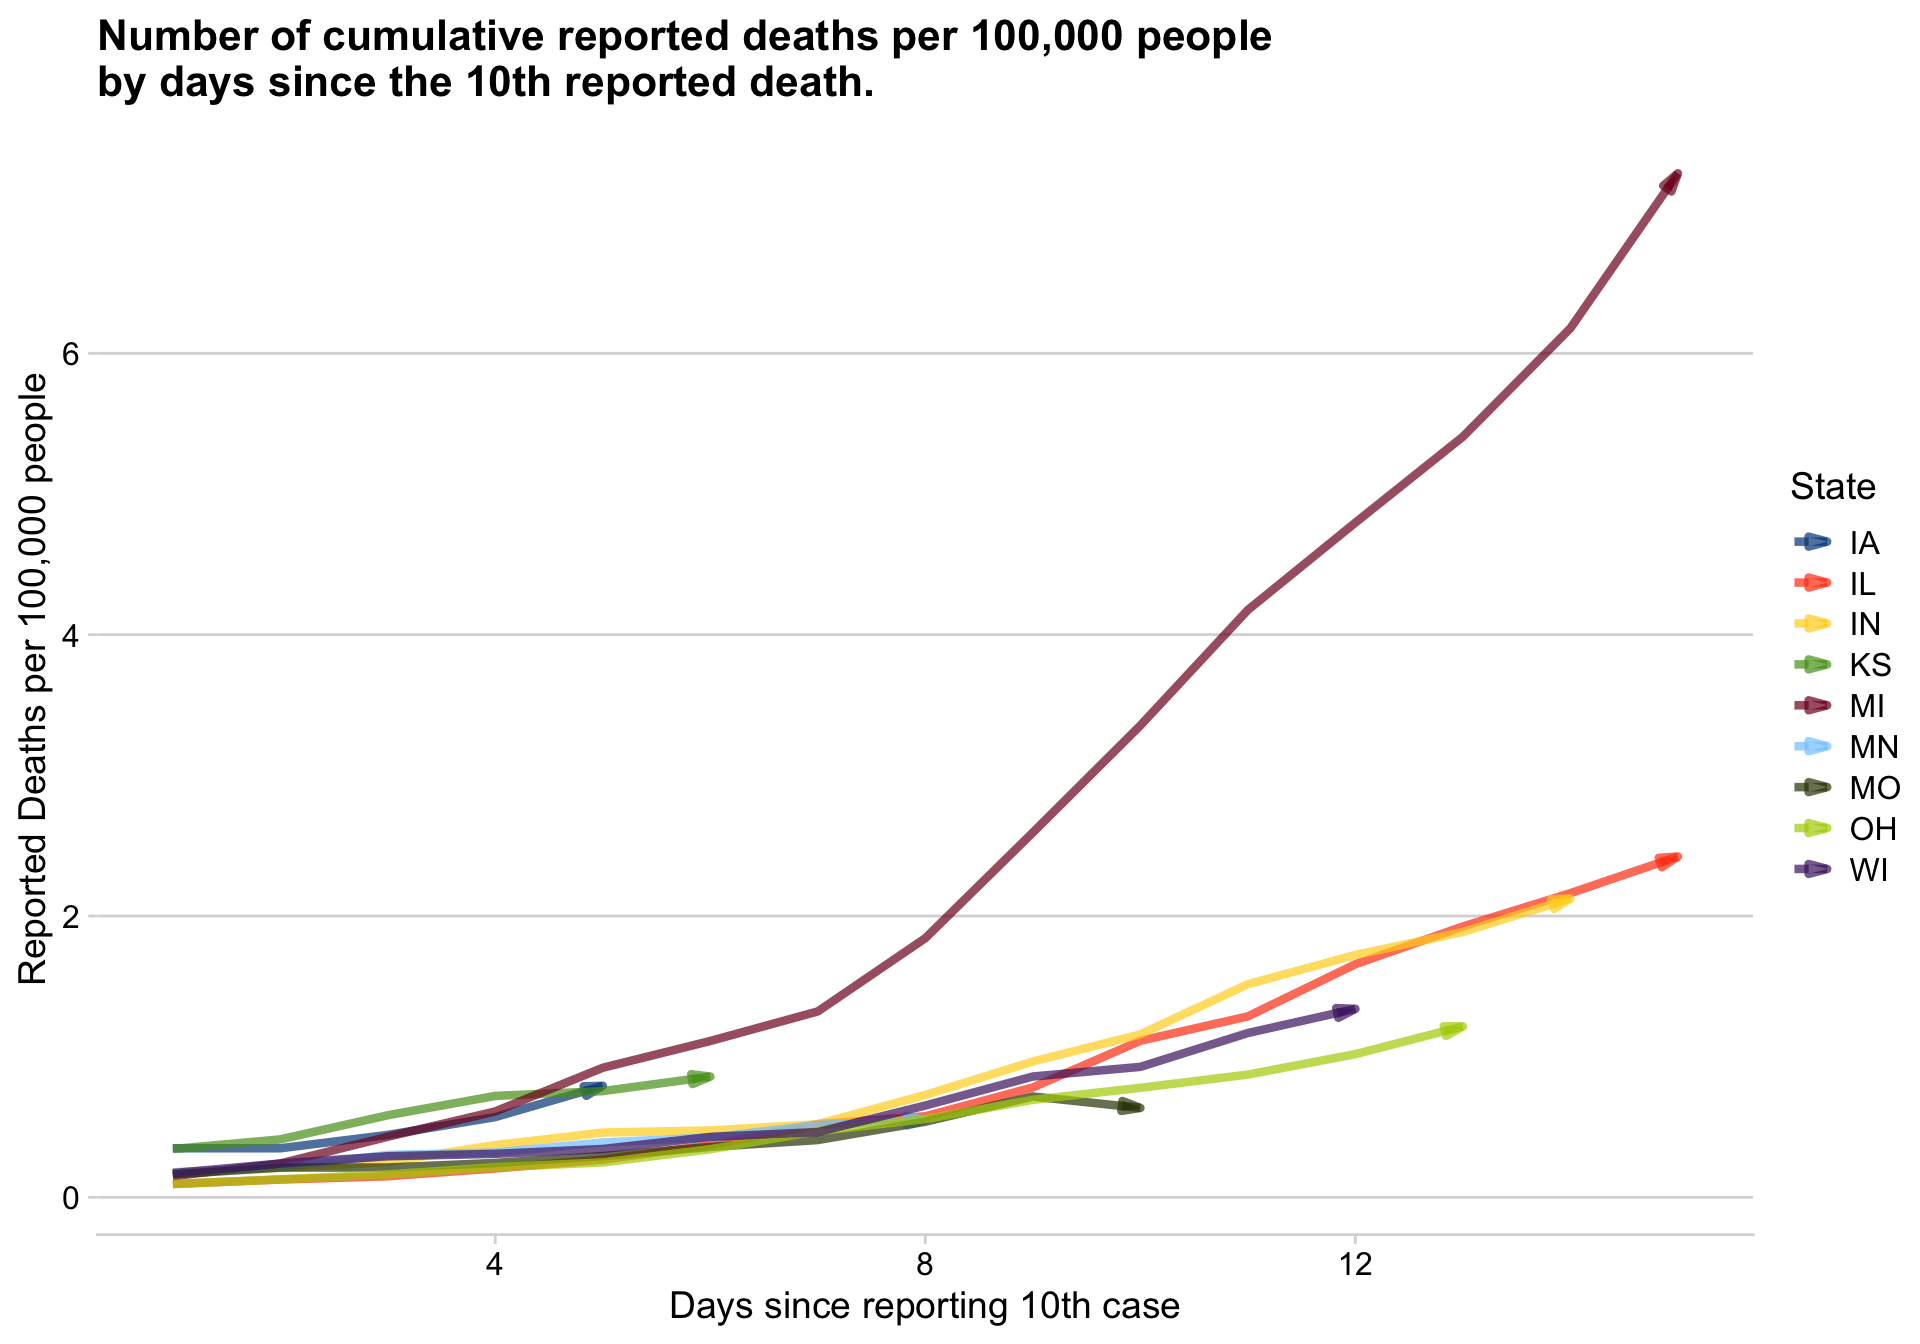 Number of cumulative reported deaths per 100,000 people
by days since the 10th reported death.
Reported Deaths per 100,000 people
6
4
2
0
4
8
12
Days since reporting 10th case
State
IA
IL
IN
KS
MI
MN
MO
OH
WI